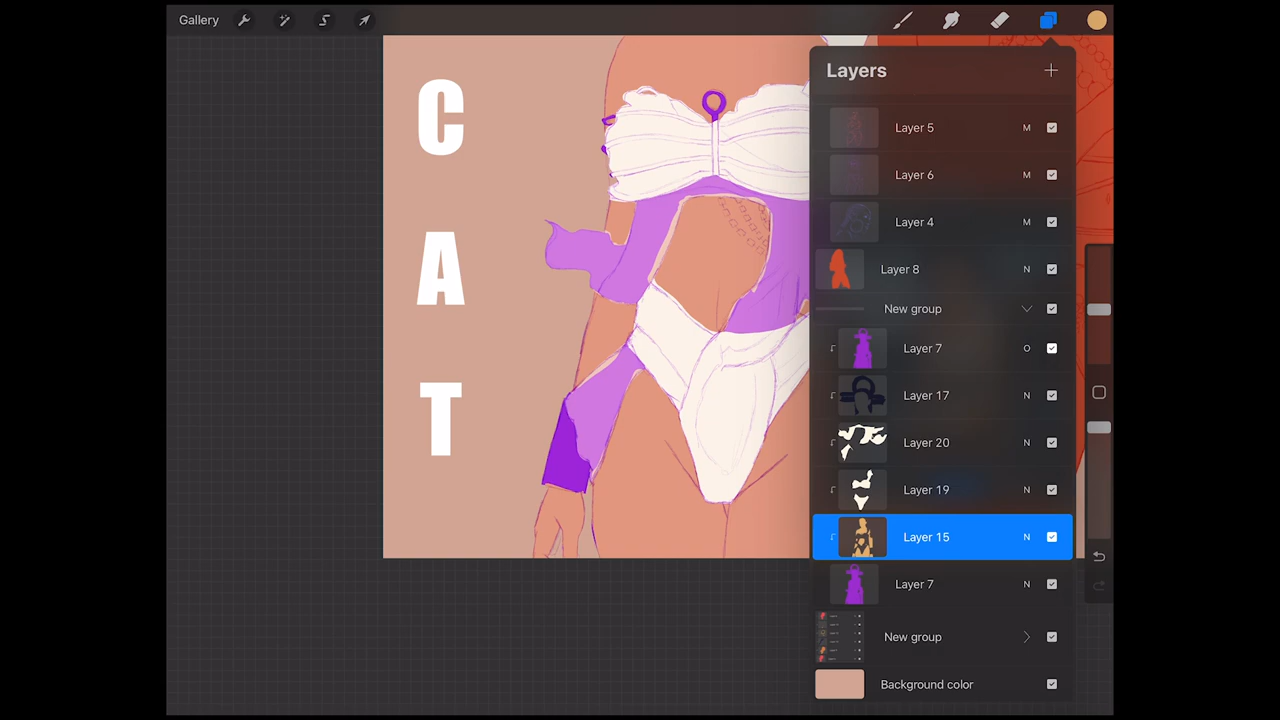 Gallery
Layers
C
A
T
Layer 5 M
Layer 6 M
Layer 4 M
Layer 8 N
New group
Layer 7 O
Layer 17 N
Layer 20 N
Layer 19 N
Layer 15 N
Layer 7 N
New group
Background color